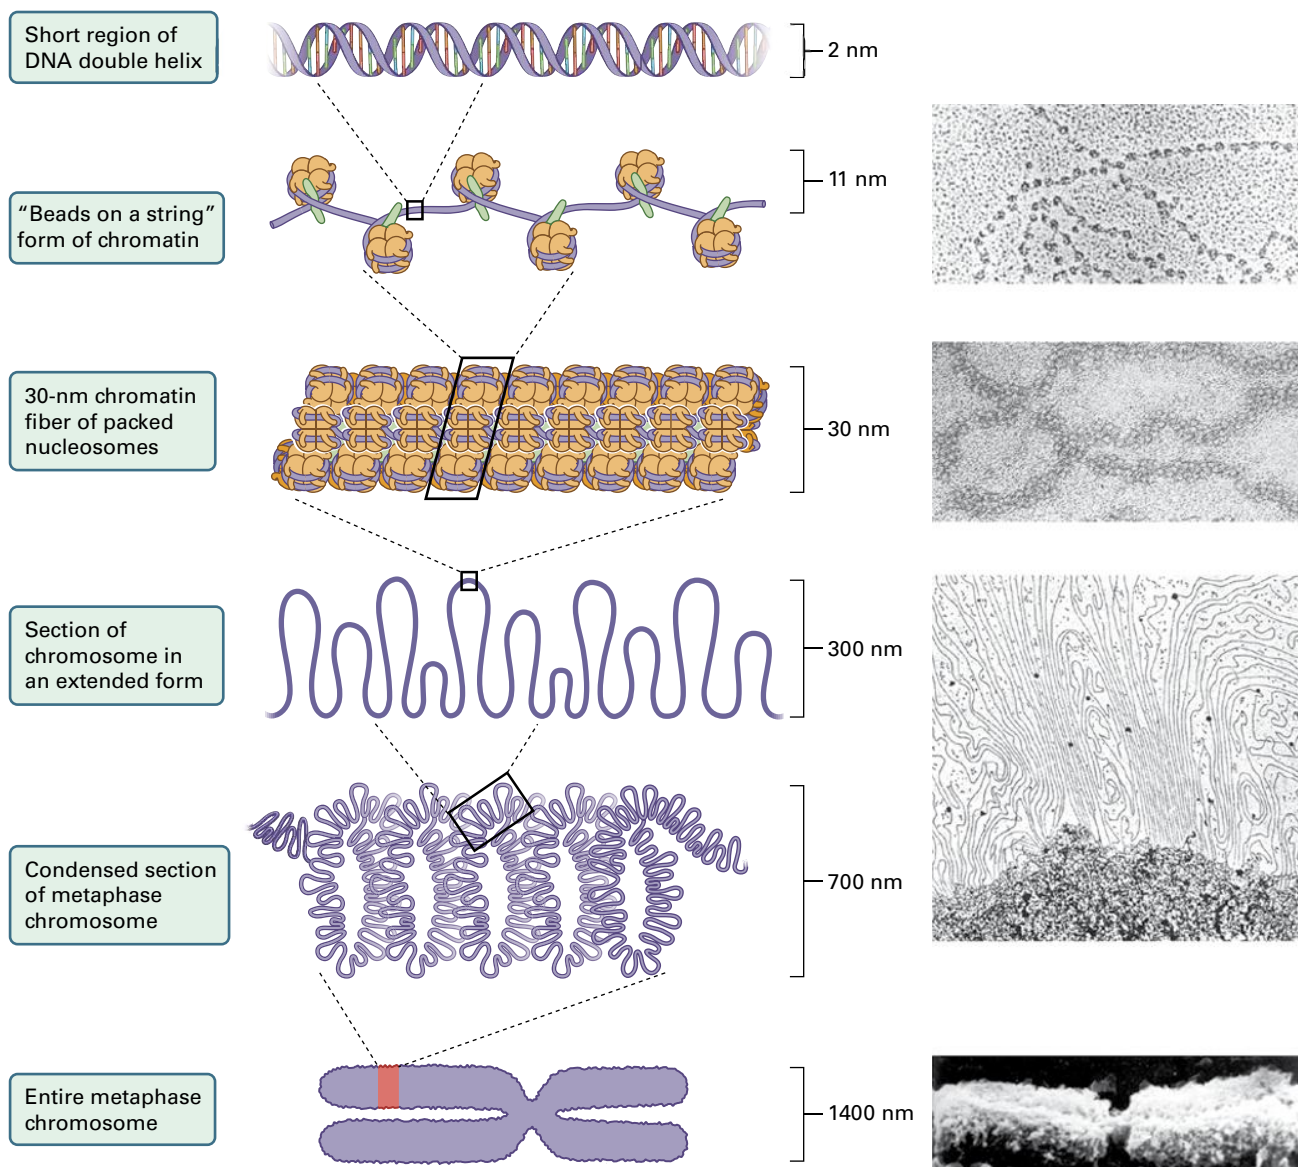 Short region of
DNA double helix
2 nm
"Beads on a string"
form of chromatin
11 nm
30-nm chromatin
fiber of packed
nucleosomes
30 nm
Section of
chromosome in
an extended form
300 nm
Condensed section
of metaphase
chromosome
700 nm
Entire metaphase
chromosome
1400 nm